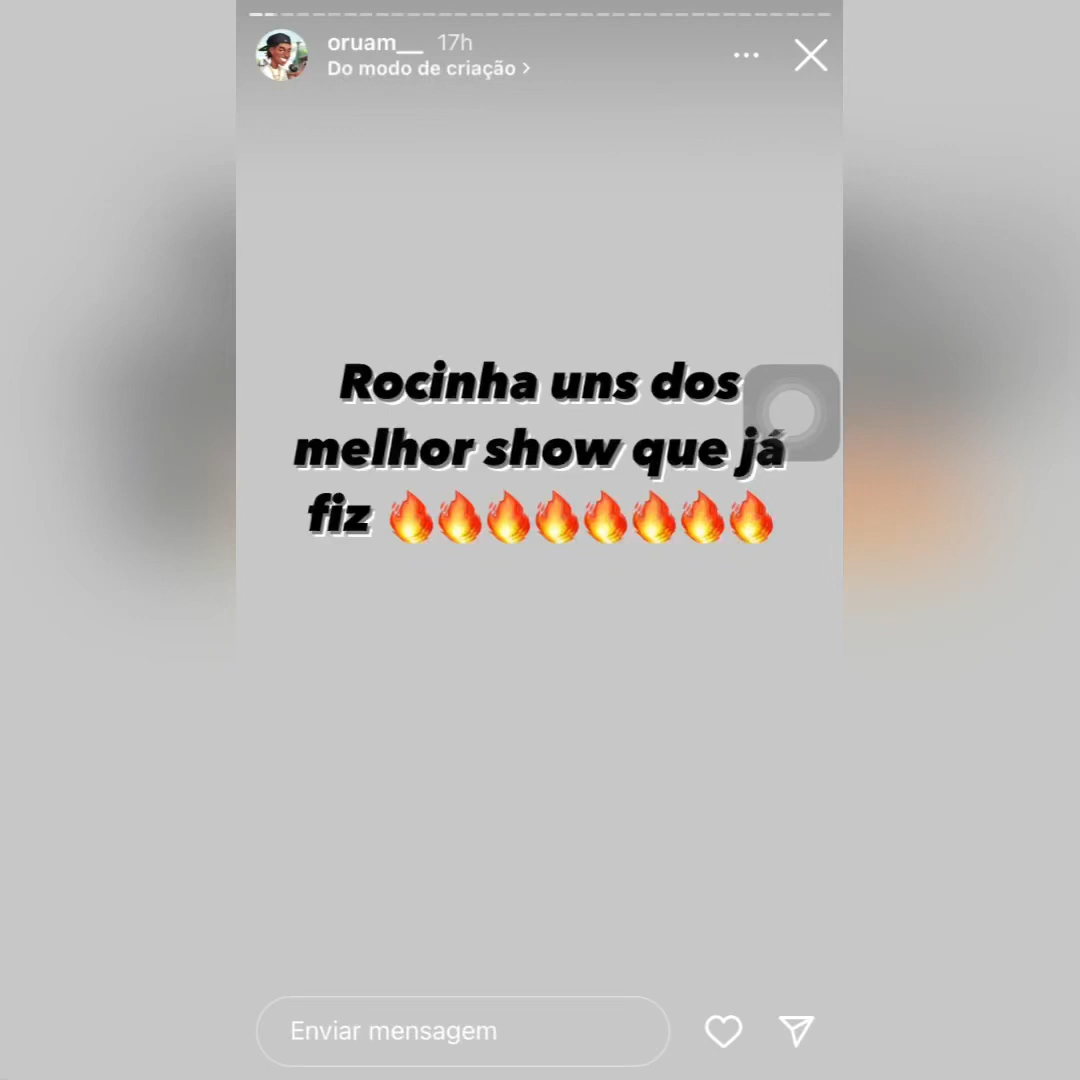 oruam__ 17h
Do modo de criação >
Rocinha uns dos
melhor show que já
fiz 🔥🔥🔥🔥🔥🔥🔥🔥
Enviar mensagem